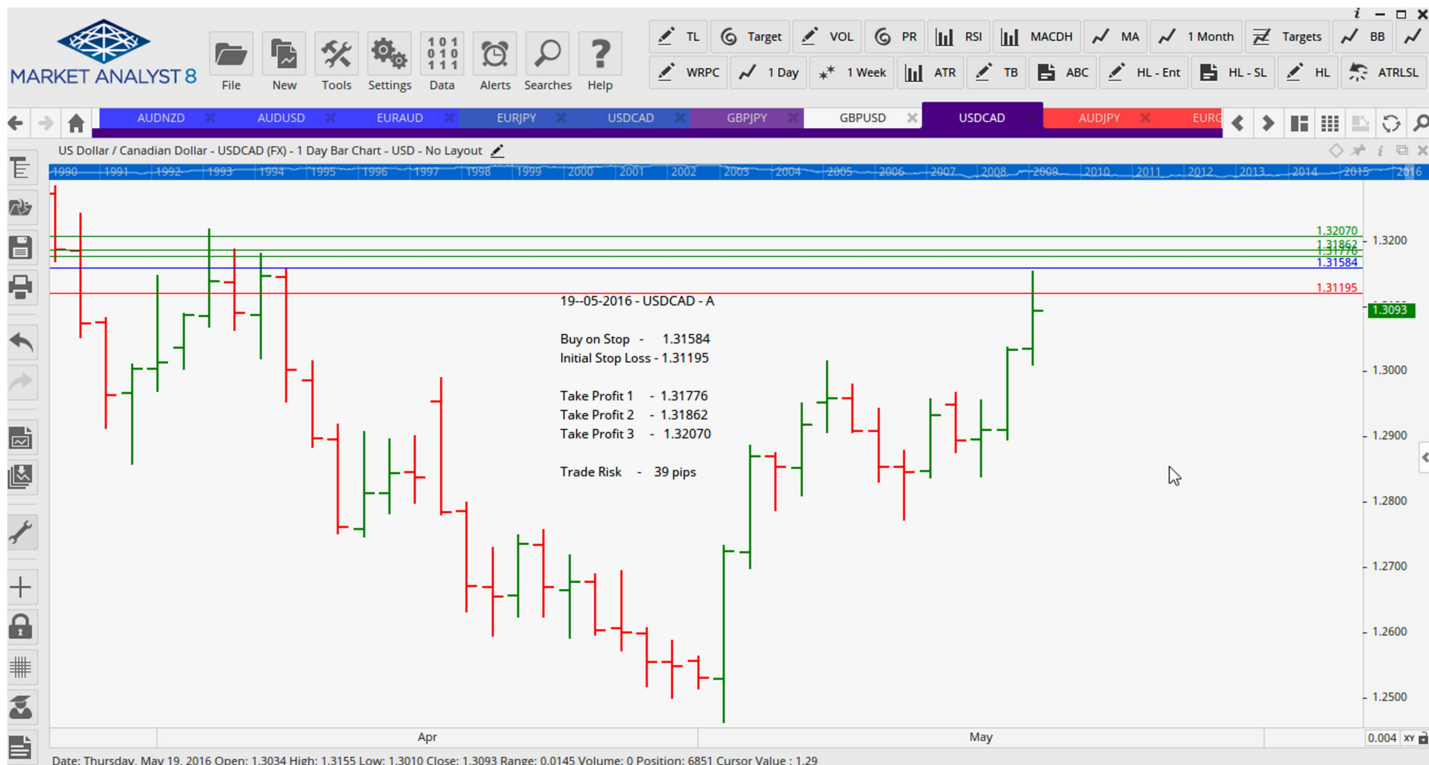 i
MARKET ANALYST 8
File New Tools Settings Data Alerts Searches Help
101 010 111
TL Target VOL PR RSI MACDH MA 1 Month Targets BB
WRPC 1 Day 1 Week ATR TB ABC HL - Ent HL - SL HL ATRLSL
AUDNZD AUDUSD EURAUD EURJPY USDCAD GBPJPY GBPUSD USDCAD AUDJPY EURG
US Dollar / Canadian Dollar - USDCAD (FX) - 1 Day Bar Chart - USD - No Layout
1990 1991 1992 1993 1994 1995 1996 1997 1998 1999 2000 2001 2002 2003 2004 2005 2006 2007 2008 2009 2010 2011 2012 2013 2014 2015 2016
1.32070
1.3200
1.31862
1.31776
1.31584
1.31195
19--05-2016 - USDCAD - A
1.3093
Buy on Stop - 1.31584
Initial Stop Loss - 1.31195
1.3000
Take Profit 1 - 1.31776
Take Profit 2 - 1.31862
Take Profit 3 - 1.32070
1.2900
Trade Risk - 39 pips
1.2800
1.2700
1.2600
1.2500
Apr May
0.004 XY
Date: Thursday, May 19, 2016 Open: 1.3034 High: 1.3155 Low: 1.3010 Close: 1.3093 Range: 0.0145 Volume: 0 Position: 6851 Cursor Value : 1.29